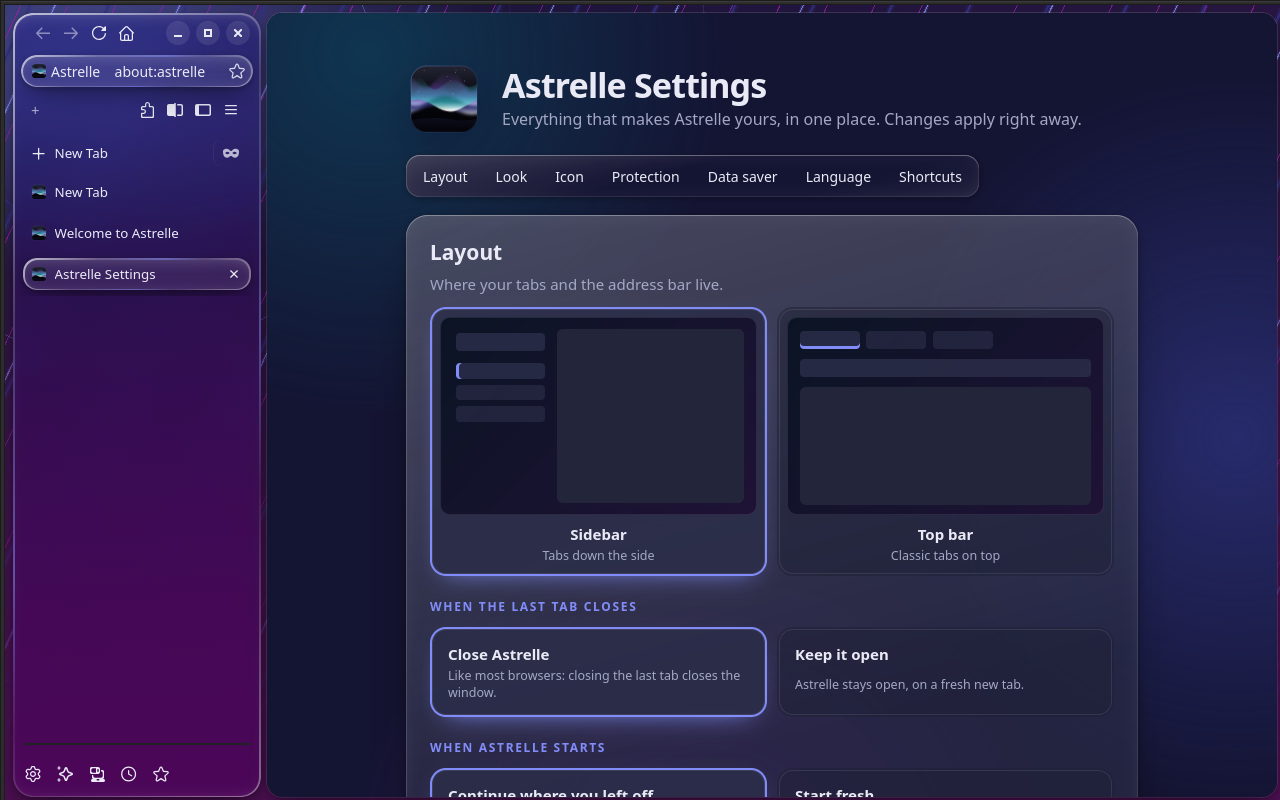 Astrelle about:astrelle
New Tab
New Tab
Welcome to Astrelle
Astrelle Settings
Astrelle Settings
Everything that makes Astrelle yours, in one place. Changes apply right away.
Layout Look Icon Protection Data saver Language Shortcuts
Layout
Where your tabs and the address bar live.
Sidebar
Tabs down the side
Top bar
Classic tabs on top
WHEN THE LAST TAB CLOSES
Close Astrelle
Like most browsers: closing the last tab closes the
window.
Keep it open
Astrelle stays open, on a fresh new tab.
WHEN ASTRELLE STARTS
Continue where you left off
Start fresh